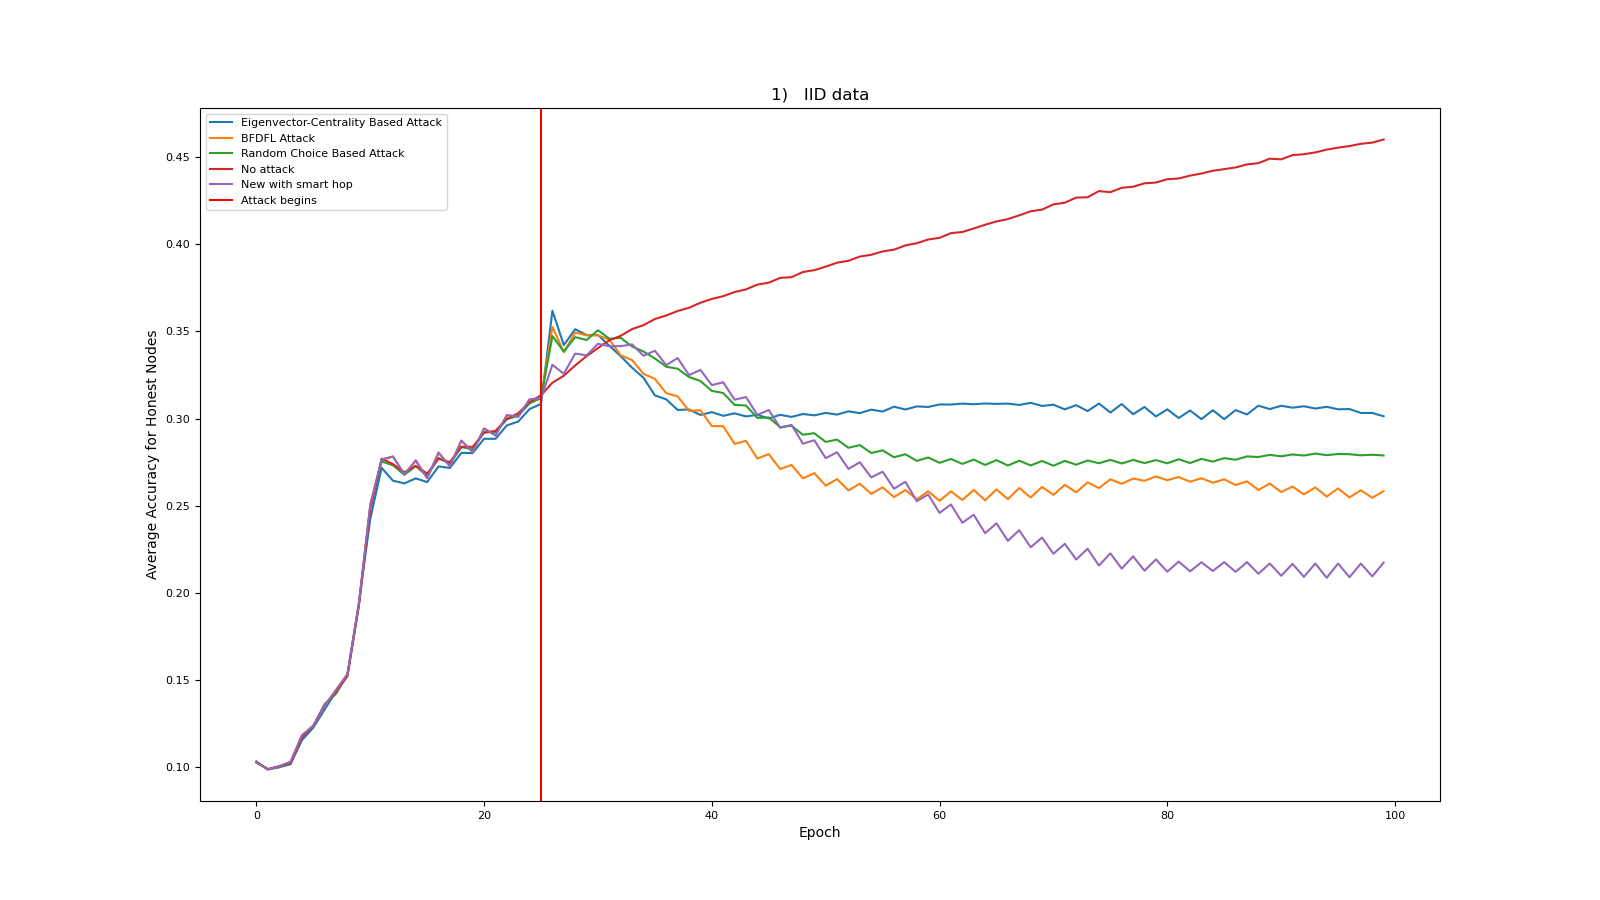 1)   IID data
Eigenvector-Centrality Based Attack
BFDFL Attack
Random Choice Based Attack
No attack
New with smart hop
Attack begins
Average Accuracy for Honest Nodes
0.45
0.40
0.35
0.30
0.25
0.20
0.15
0.10
0
20
40
60
80
100
Epoch